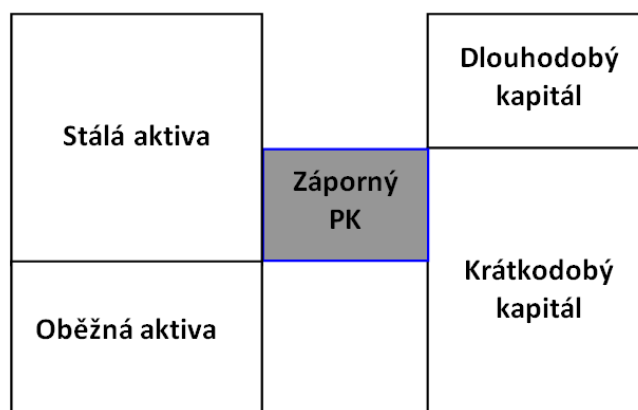 Stálá aktiva
Oběžná aktiva
Záporný
PK
Dlouhodobý
kapitál
Krátkodobý
kapitál